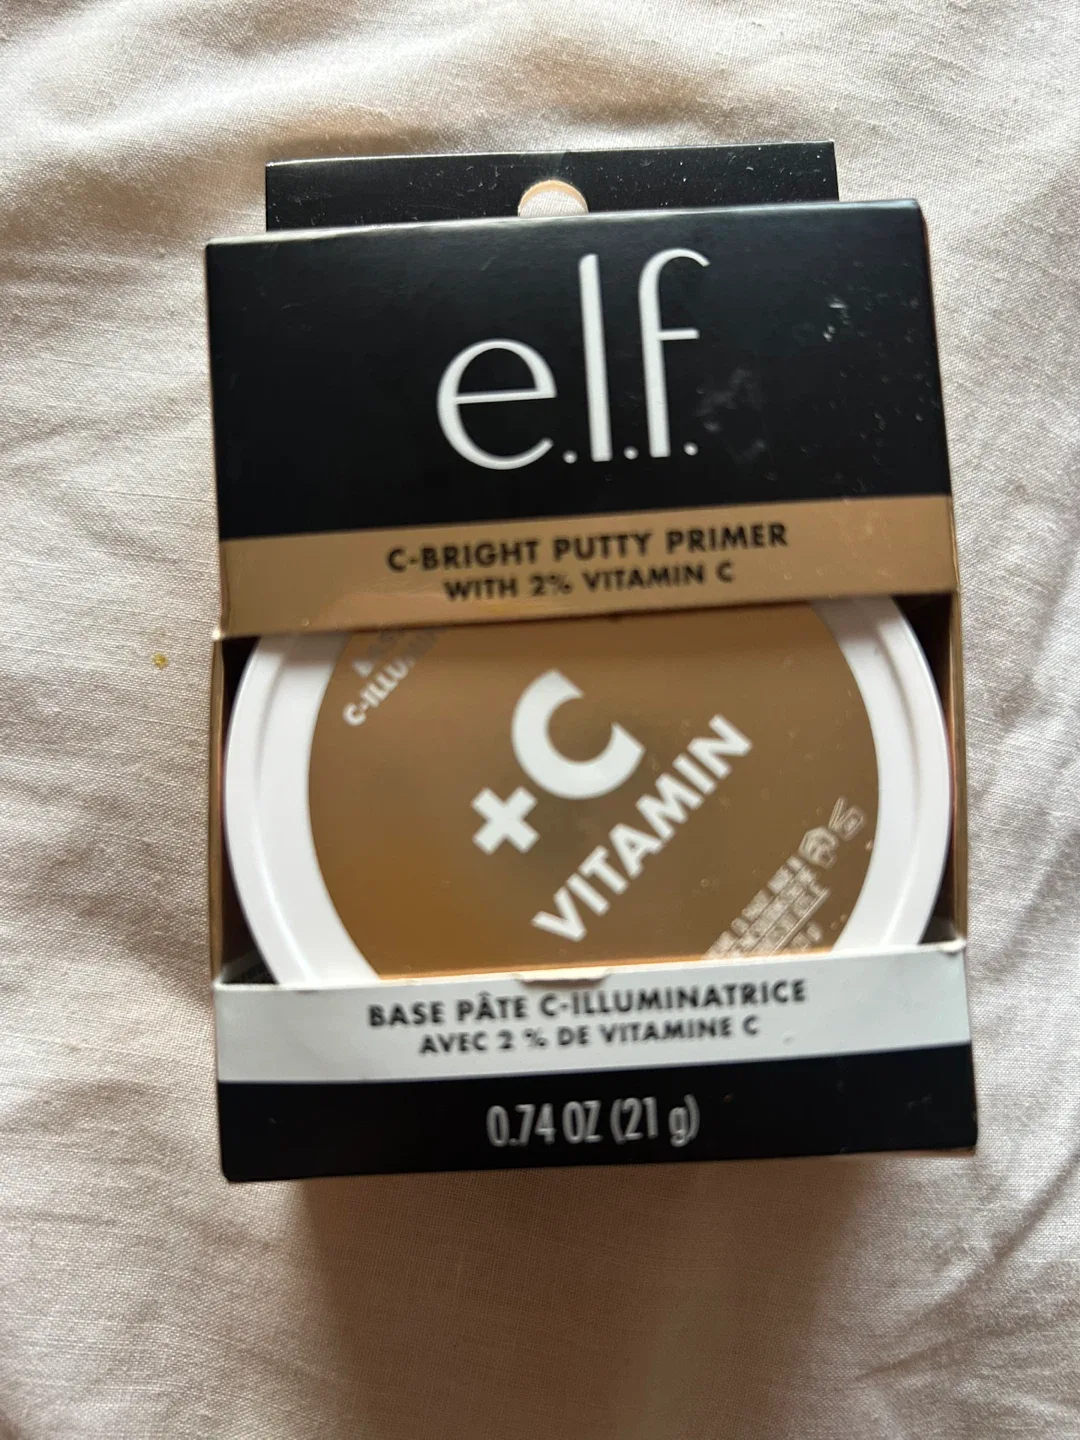 e.l.f.
C-BRIGHT PUTTY PRIMER
WITH 2% VITAMIN C
+C
VITAMIN
BASE PÂTE C-ILLUMINATRICE
AVEC 2 % DE VITAMINE C
0.74 OZ (21 g)